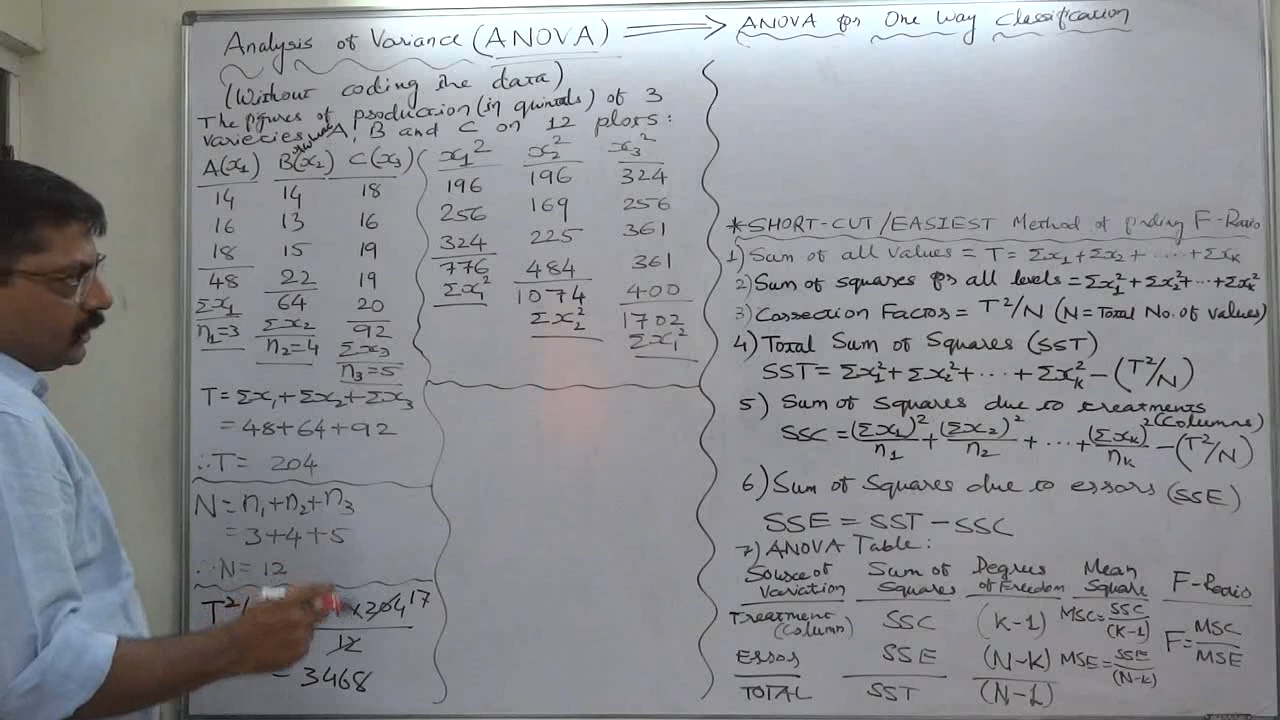 Analysis of Variance (ANOVA) ⟹ ANOVA for One Way Classification
(Without coding the data)
The figures of production (in quintals) of 3
varieties A, B and C on 12 plots:
A(x₁) B(x₂) C(x₃)
14 14 18
16 13 16
18 15 19
48 22 19
Σx₁ 64 20
n₁=3 Σx₂ 92
n₂=4 Σx₃
n₃=5
T = Σx₁+Σx₂+Σx₃
= 48+64+92
∴T = 204
N = n₁+n₂+n₃
= 3+4+5
∴N = 12
T²/ ×204 17
12
= 3468
x₁² x₂² x₃²
196 196 324
256 169 256
324 225 361
776 484 361
Σx₁² 1074 400
Σx₂² 1702
Σx₁²
*SHORT-CUT/EASIEST Method of finding F-Ratio
1) Sum of all values = T = Σx₁+Σx₂+ ····+Σxₖ
2) Sum of squares for all levels = Σx₁²+Σx₂²+···+Σxₖ²
3) Correction Factor = T²/N (N=Total No. of values)
4) Total Sum of Squares (SST)
SST = Σx₁²+Σx₂²+····+Σxₖ² − (T²/N)
5) Sum of Squares due to treatments
(Columns)
SSC = (Σx₁)²/n₁ + (Σx₂)²/n₂ + ··· + (Σxₖ)²/nₖ − (T²/N)
6) Sum of Squares due to errors (SSE)
SSE = SST − SSC
7) ANOVA Table:
Source of Variation Sum of Squares Degrees of Freedom Mean Square F-Ratio
Treatment (Column) SSC (K-1) MSC = SSC/(K-1) F = MSC/MSE
Error SSE (N-K) MSE = SSE/(N-K)
TOTAL SST (N-1)